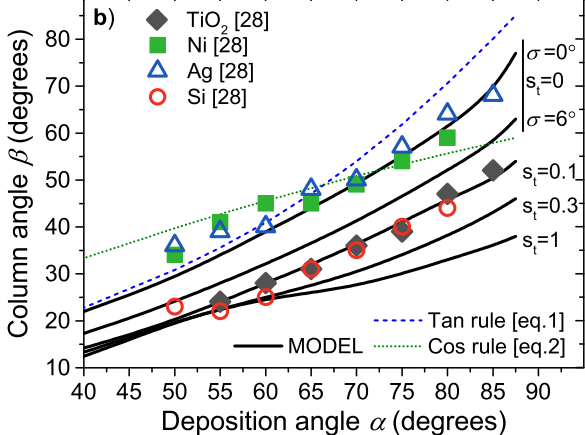 b)
TiO₂ [28]
Ni [28]
Ag [28]
Si [28]
σ=0°
sₜ=0
σ=6°
sₜ=0.1
sₜ=0.3
sₜ=1
Tan rule [eq.1]
MODEL
Cos rule [eq.2]
80
70
60
50
40
30
20
10
Column angle β (degrees)
40 45 50 55 60 65 70 75 80 85 90
Deposition angle α (degrees)